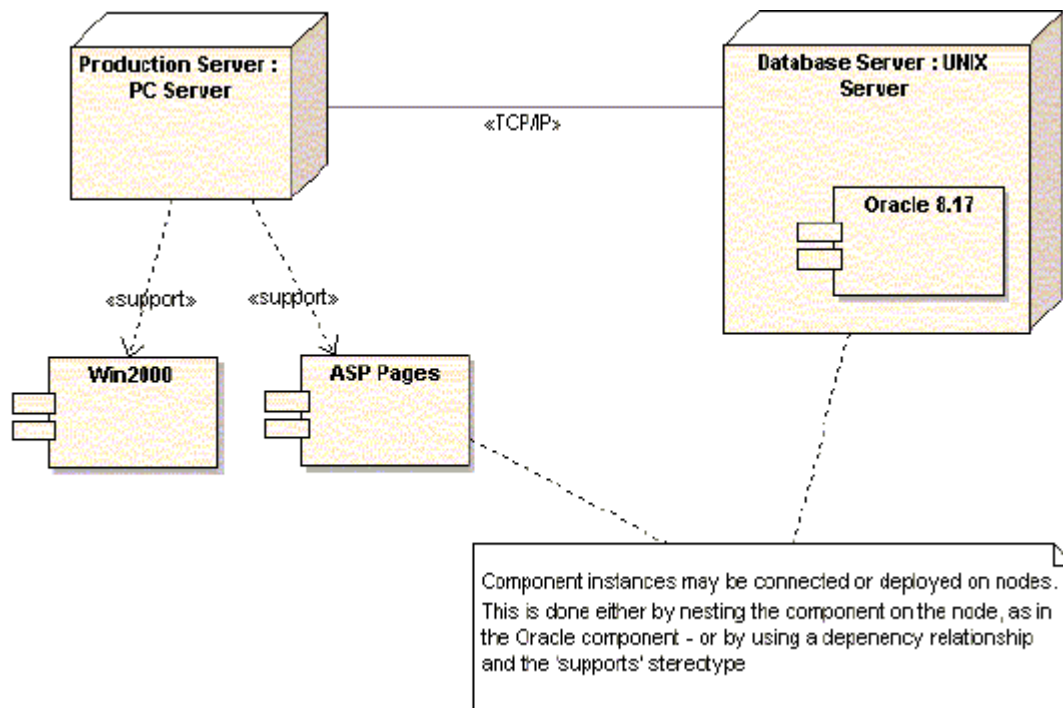 Production Server :
PC Server
Database Server : UNIX
Server
«TCP/IP»
Oracle 8.17
«support»
«support»
Win2000
ASP Pages
Component instances may be connected or deployed on nodes.
This is done either by nesting the component on the node, as in
the Oracle component - or by using a depenency relationship
and the 'supports' stereotype